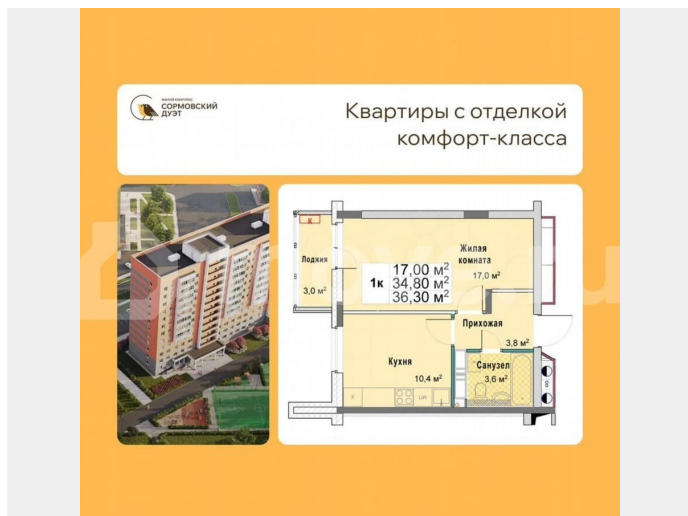 ЖИЛОЙ КОМПЛЕКС
СОРМОВСКИЙ
ДУЭТ
Квартиры с отделкой
комфорт-класса
К
Лоджия
3,0 м²
1к
17,00 м²
34,80 м²
36,30 м²
Жилая
комната
17,0 м²
Прихожая
3,8 м²
Кухня
10,4 м²
Санузел
3,6 м²